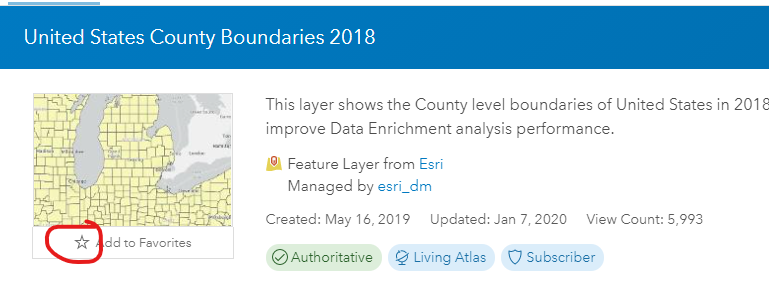 United States County Boundaries 2018
This layer shows the County level boundaries of United States in 2018
improve Data Enrichment analysis performance.
Feature Layer from Esri
Managed by esri_dm
Created: May 16, 2019 Updated: Jan 7, 2020 View Count: 5,993
Add to Favorites
Authoritative Living Atlas Subscriber